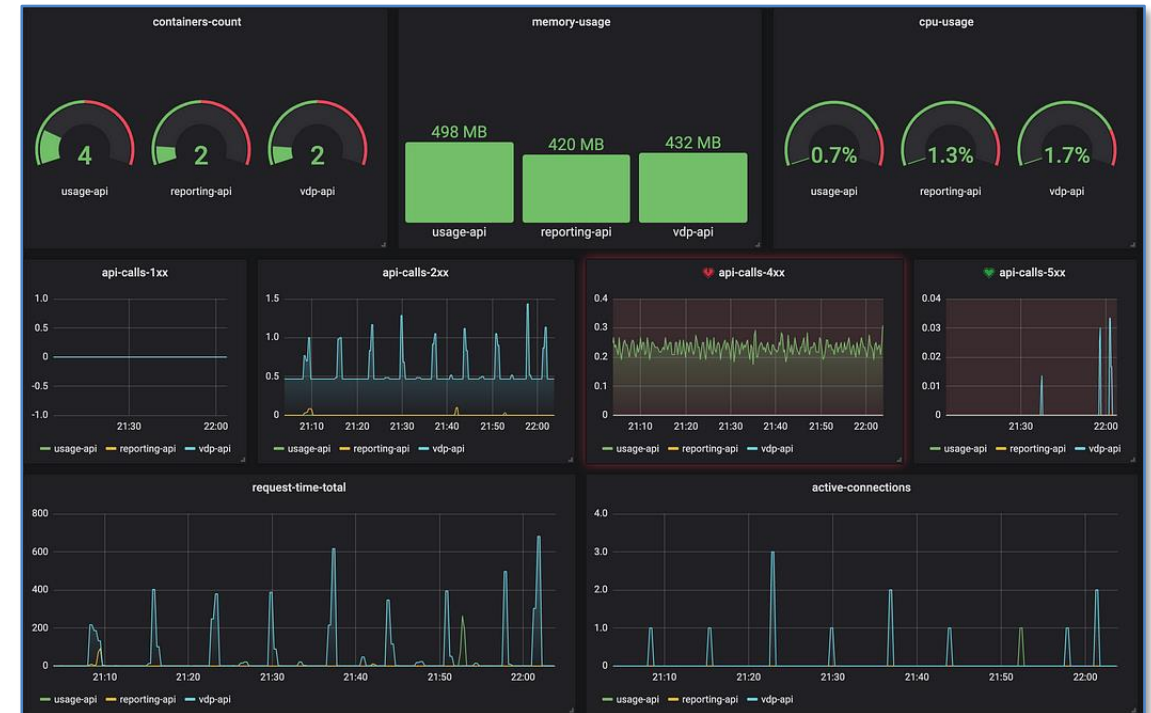 containers-count
4
usage-api
2
reporting-api
2
vdp-api
memory-usage
498 MB
usage-api
420 MB
reporting-api
432 MB
vdp-api
cpu-usage
0.7%
usage-api
1.3%
reporting-api
1.7%
vdp-api
api-calls-1xx
1.0
0.5
0
-0.5
-1.0
21:30 22:00
usage-api reporting-api vdp-api
api-calls-2xx
1.5
1.0
0.5
0
21:10 21:20 21:30 21:40 21:50 22:00
usage-api reporting-api vdp-api
api-calls-4xx
0.4
0.3
0.2
0.1
0
21:10 21:20 21:30 21:40 21:50 22:00
usage-api reporting-api vdp-api
api-calls-5xx
0.04
0.03
0.02
0.01
0
21:30 22:00
usage-api reporting-api vdp-api
request-time-total
800
600
400
200
0
21:10 21:20 21:30 21:40 21:50 22:00
usage-api reporting-api vdp-api
active-connections
4.0
3.0
2.0
1.0
0
21:10 21:20 21:30 21:40 21:50 22:00
usage-api reporting-api vdp-api